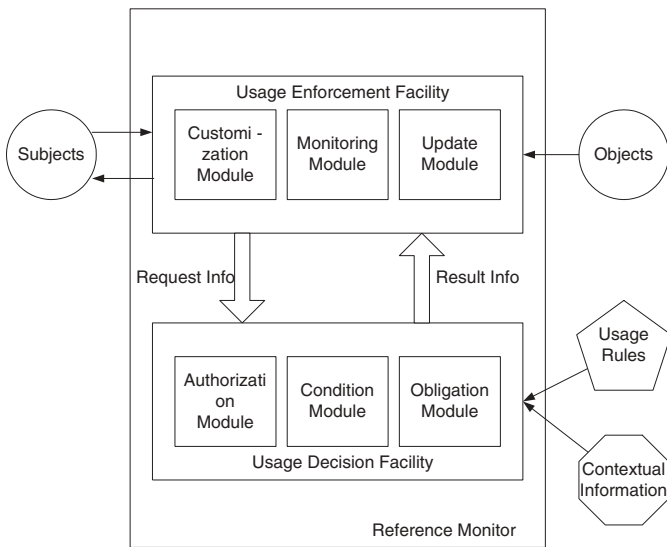 Usage Enforcement Facility
Subjects
Customi -
zation
Module
Monitoring
Module
Update
Module
Objects
Request Info
Result Info
Usage
Rules
Authorizati
on Module
Condition
Module
Obligation
Module
Usage Decision Facility
Contextual
Information
Reference Monitor